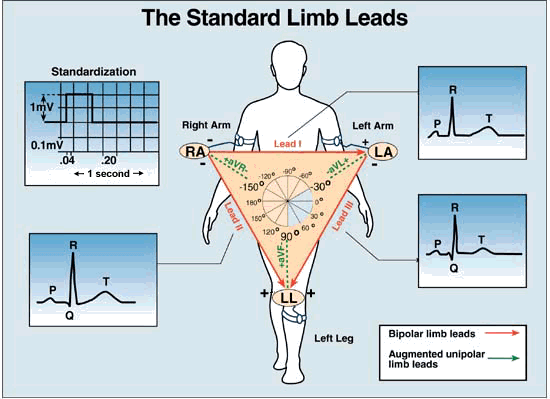 The Standard Limb Leads
Standardization
1mV
0.1mV
.04 .20
1 second
Right Arm
Left Arm
- +
RA
Lead I
LA
- -
+aVR
-aVL+
-120° -90° -60°
-150°
-30°
180°
0°
150°
30°
120° 90° 60°
Lead II
Lead III
+aVF-
+ LL +
Left Leg
R
P
T
R
P
T
Q
R
P
T
Q
Bipolar limb leads
Augmented unipolar
limb leads